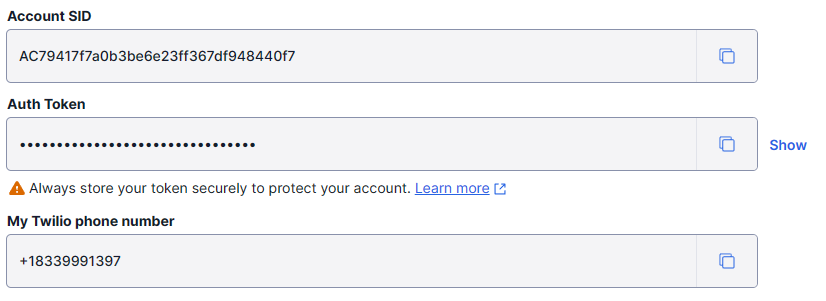 Account SID
AC79417f7a0b3be6e23ff367df948440f7
Auth Token
••••••••••••••••••••••••••••••••
Show
Always store your token securely to protect your account. Learn more
My Twilio phone number
+18339991397